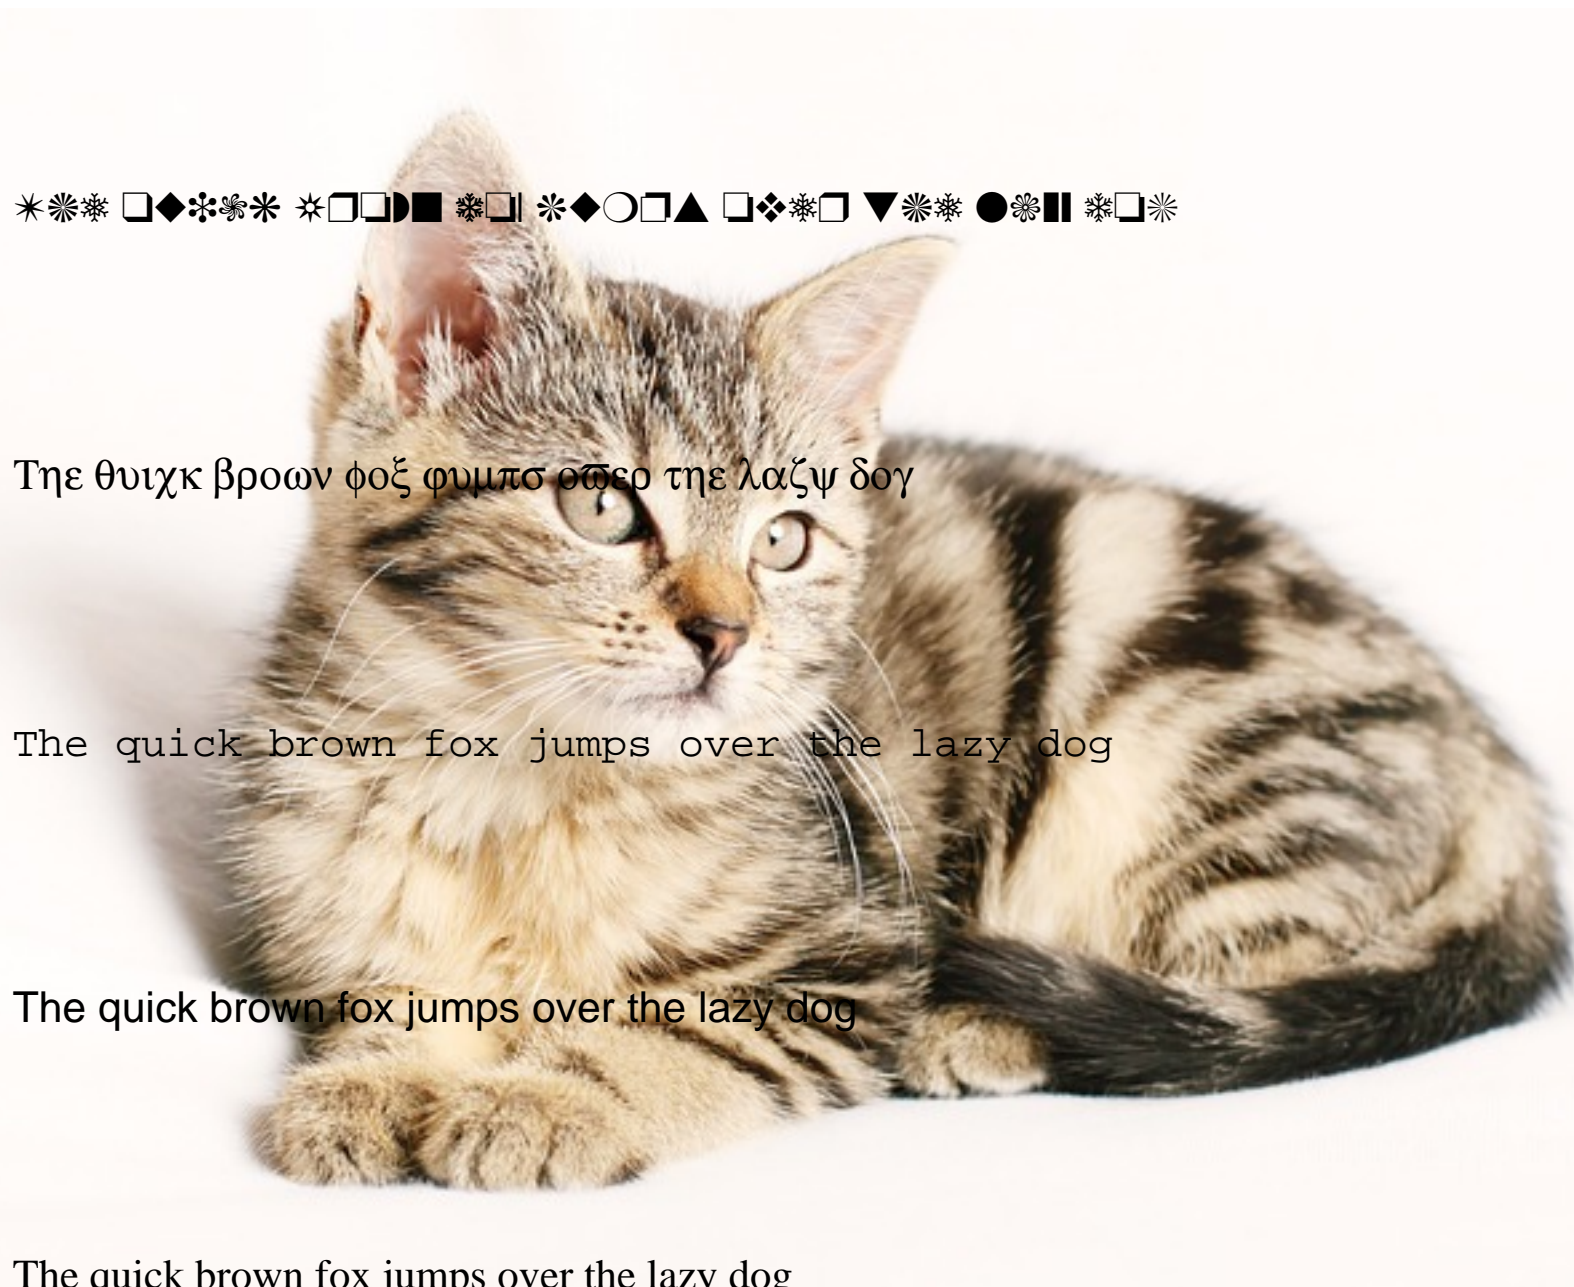 ✴❈❅ ❑◆❉❃❋ ❂❒❏◗■ ❆❏❘ ❊◆❍❐▲ ❏❖❅❒ ▼❈❅ ●❁❚❙ ❄❏❇
Τηε θυιχκ βροων φοξ ϕυμπσ οϖερ τηε λαζψ δογ
The quick brown fox jumps over the lazy dog
The quick brown fox jumps over the lazy dog
The quick brown fox jumps over the lazy dog